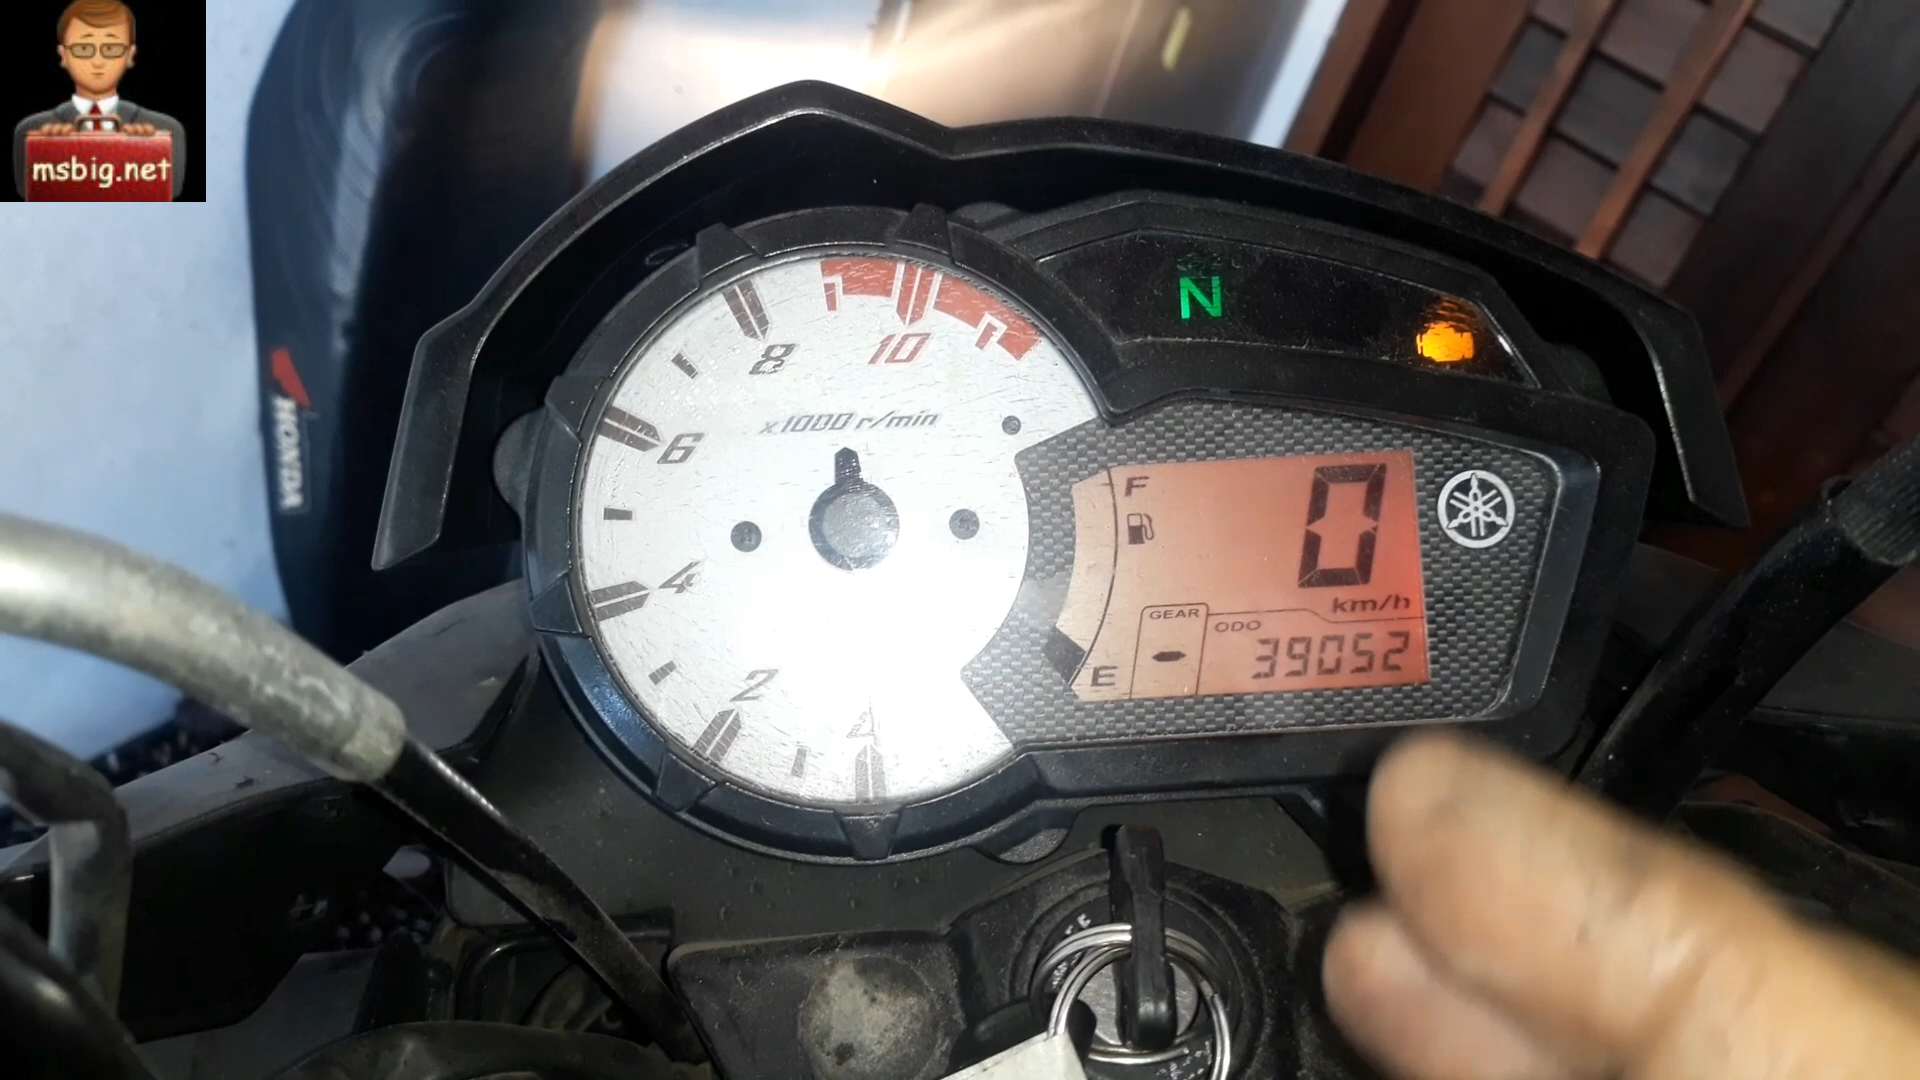 msbig.net
HONDA
N
8
10
x1000 r/min
6
4
2
F
0
km/h
GEAR
ODO
-
39052
E